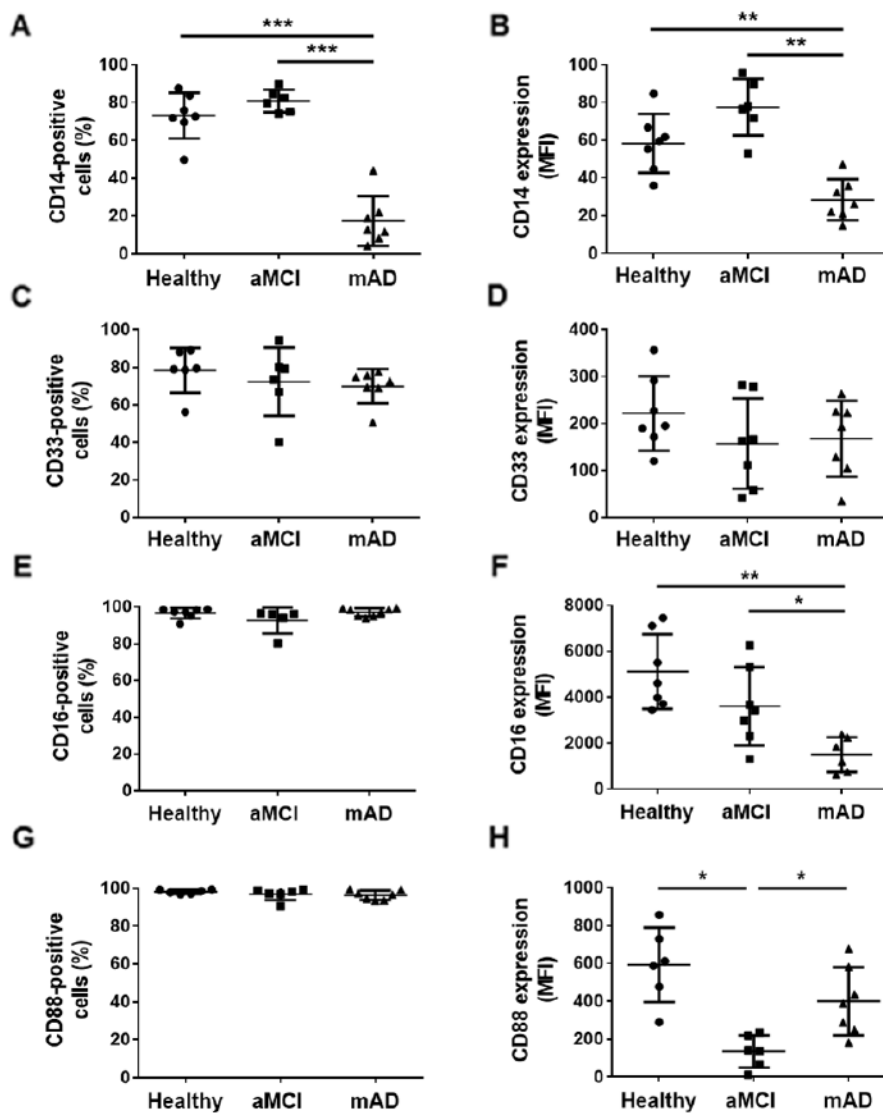 A
CD14-positive
cells (%)
***
***
100
80
60
40
20
0
Healthy aMCI mAD
B
CD14 expression
(MFI)
**
**
100
80
60
40
20
0
Healthy aMCI mAD
C
CD33-positive
cells (%)
100
80
60
40
20
0
Healthy aMCI mAD
D
CD33 expression
(MFI)
400
300
200
100
0
Healthy aMCI mAD
E
CD16-positive
cells (%)
100
80
60
40
20
0
Healthy aMCI mAD
F
CD16 expression
(MFI)
**
*
8000
6000
4000
2000
0
Healthy aMCI mAD
G
CD88-positive
cells (%)
100
80
60
40
20
0
Healthy aMCI mAD
H
CD88 expression
(MFI)
* *
1000
800
600
400
200
0
Healthy aMCI mAD